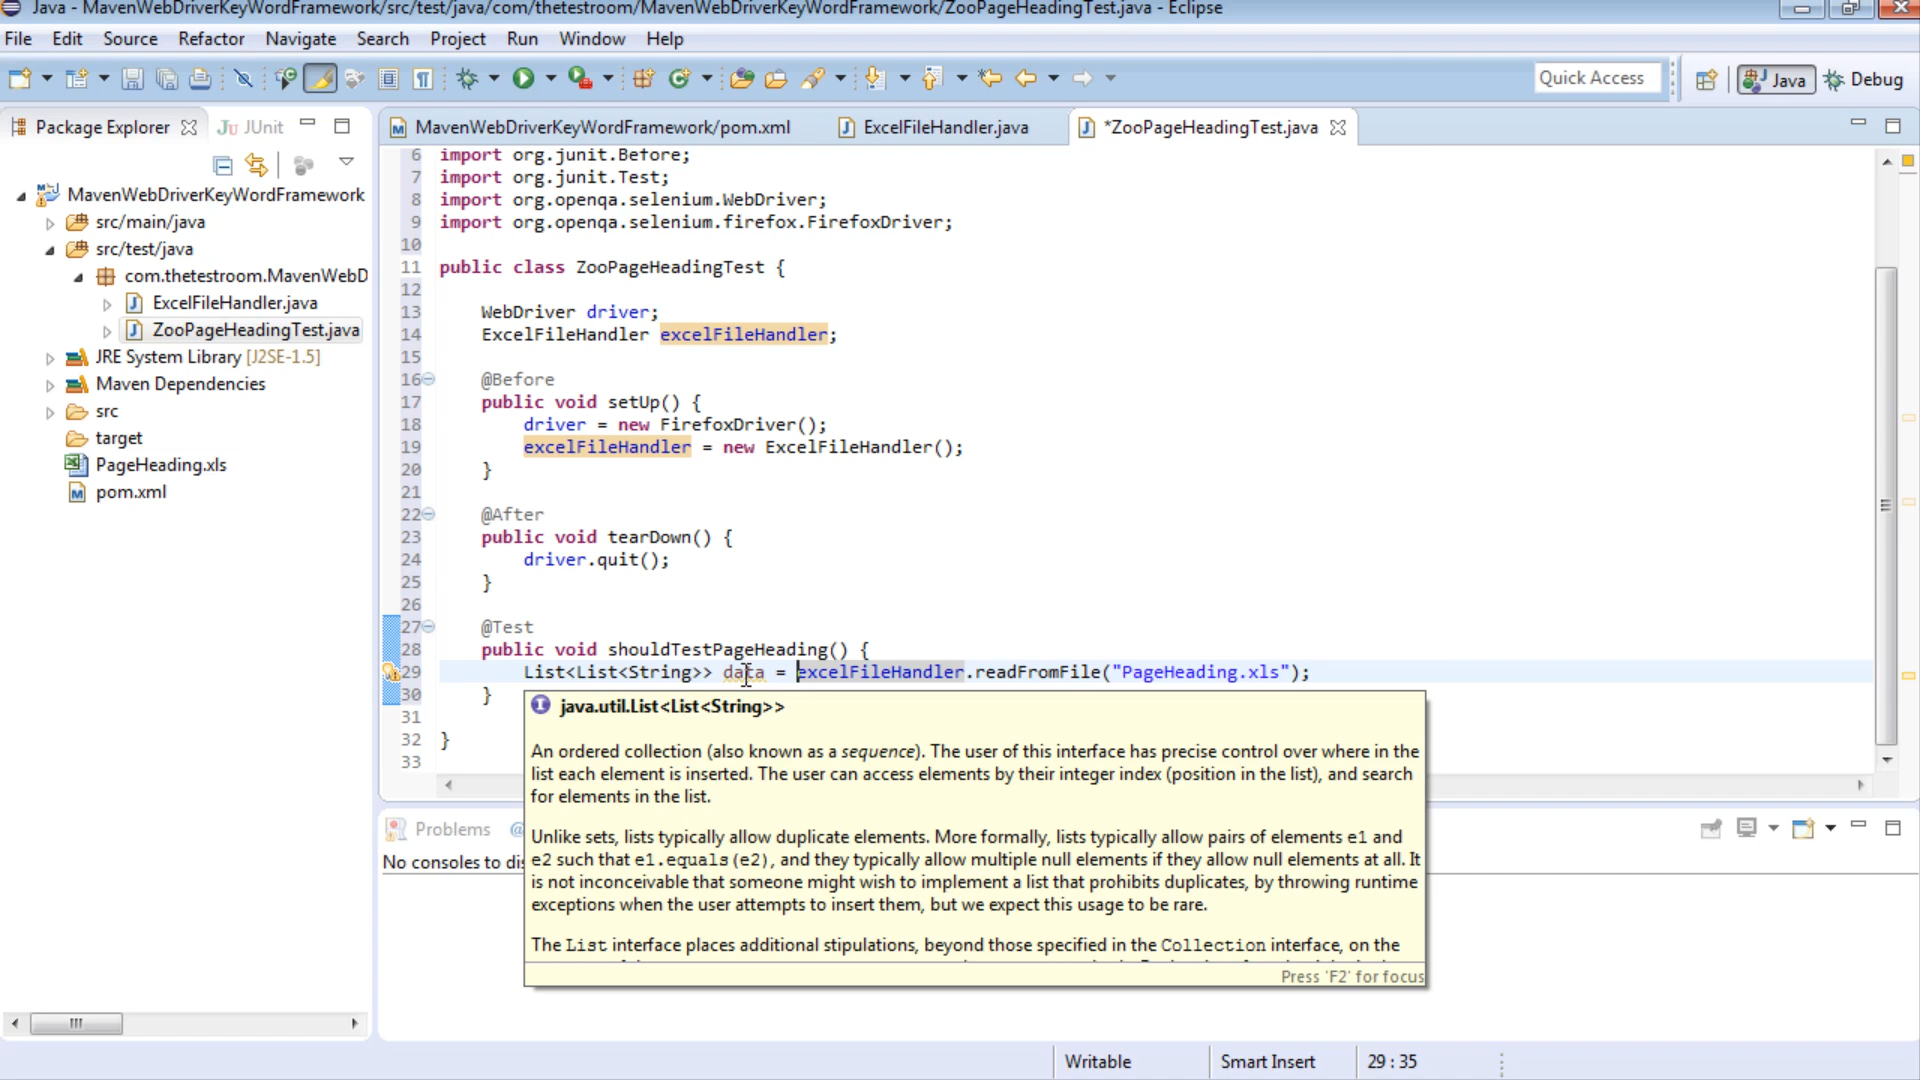 Java - MavenWebDriverKeyWordFramework/src/test/java/com/thetestroom/MavenWebDriverKeyWordFramework/ZooPageHeadingTest.java - Eclipse
File Edit Source Refactor Navigate Search Project Run Window Help
Quick Access Java Debug
Package Explorer JUnit
MavenWebDriverKeyWordFramework/pom.xml ExcelFileHandler.java *ZooPageHeadingTest.java
MavenWebDriverKeyWordFramework
src/main/java
src/test/java
com.thetestroom.MavenWebD
ExcelFileHandler.java
ZooPageHeadingTest.java
JRE System Library [J2SE-1.5]
Maven Dependencies
src
target
PageHeading.xls
pom.xml
6 import org.junit.Before;
7 import org.junit.Test;
8 import org.openqa.selenium.WebDriver;
9 import org.openqa.selenium.firefox.FirefoxDriver;
10
11 public class ZooPageHeadingTest {
12
13 WebDriver driver;
14 ExcelFileHandler excelFileHandler;
15
16 @Before
17 public void setUp() {
18 driver = new FirefoxDriver();
19 excelFileHandler = new ExcelFileHandler();
20 }
21
22 @After
23 public void tearDown() {
24 driver.quit();
25 }
26
27 @Test
28 public void shouldTestPageHeading() {
29 List<List<String>> data = excelFileHandler.readFromFile("PageHeading.xls");
30 }
31
32 }
33
java.util.List<List<String>>
An ordered collection (also known as a sequence). The user of this interface has precise control over where in the
list each element is inserted. The user can access elements by their integer index (position in the list), and search
for elements in the list.
Unlike sets, lists typically allow duplicate elements. More formally, lists typically allow pairs of elements e1 and
e2 such that e1.equals(e2), and they typically allow multiple null elements if they allow null elements at all. It
is not inconceivable that someone might wish to implement a list that prohibits duplicates, by throwing runtime
exceptions when the user attempts to insert them, but we expect this usage to be rare.
The List interface places additional stipulations, beyond those specified in the Collection interface, on the
Press 'F2' for focus
Problems @
No consoles to dis
Writable Smart Insert 29 : 35